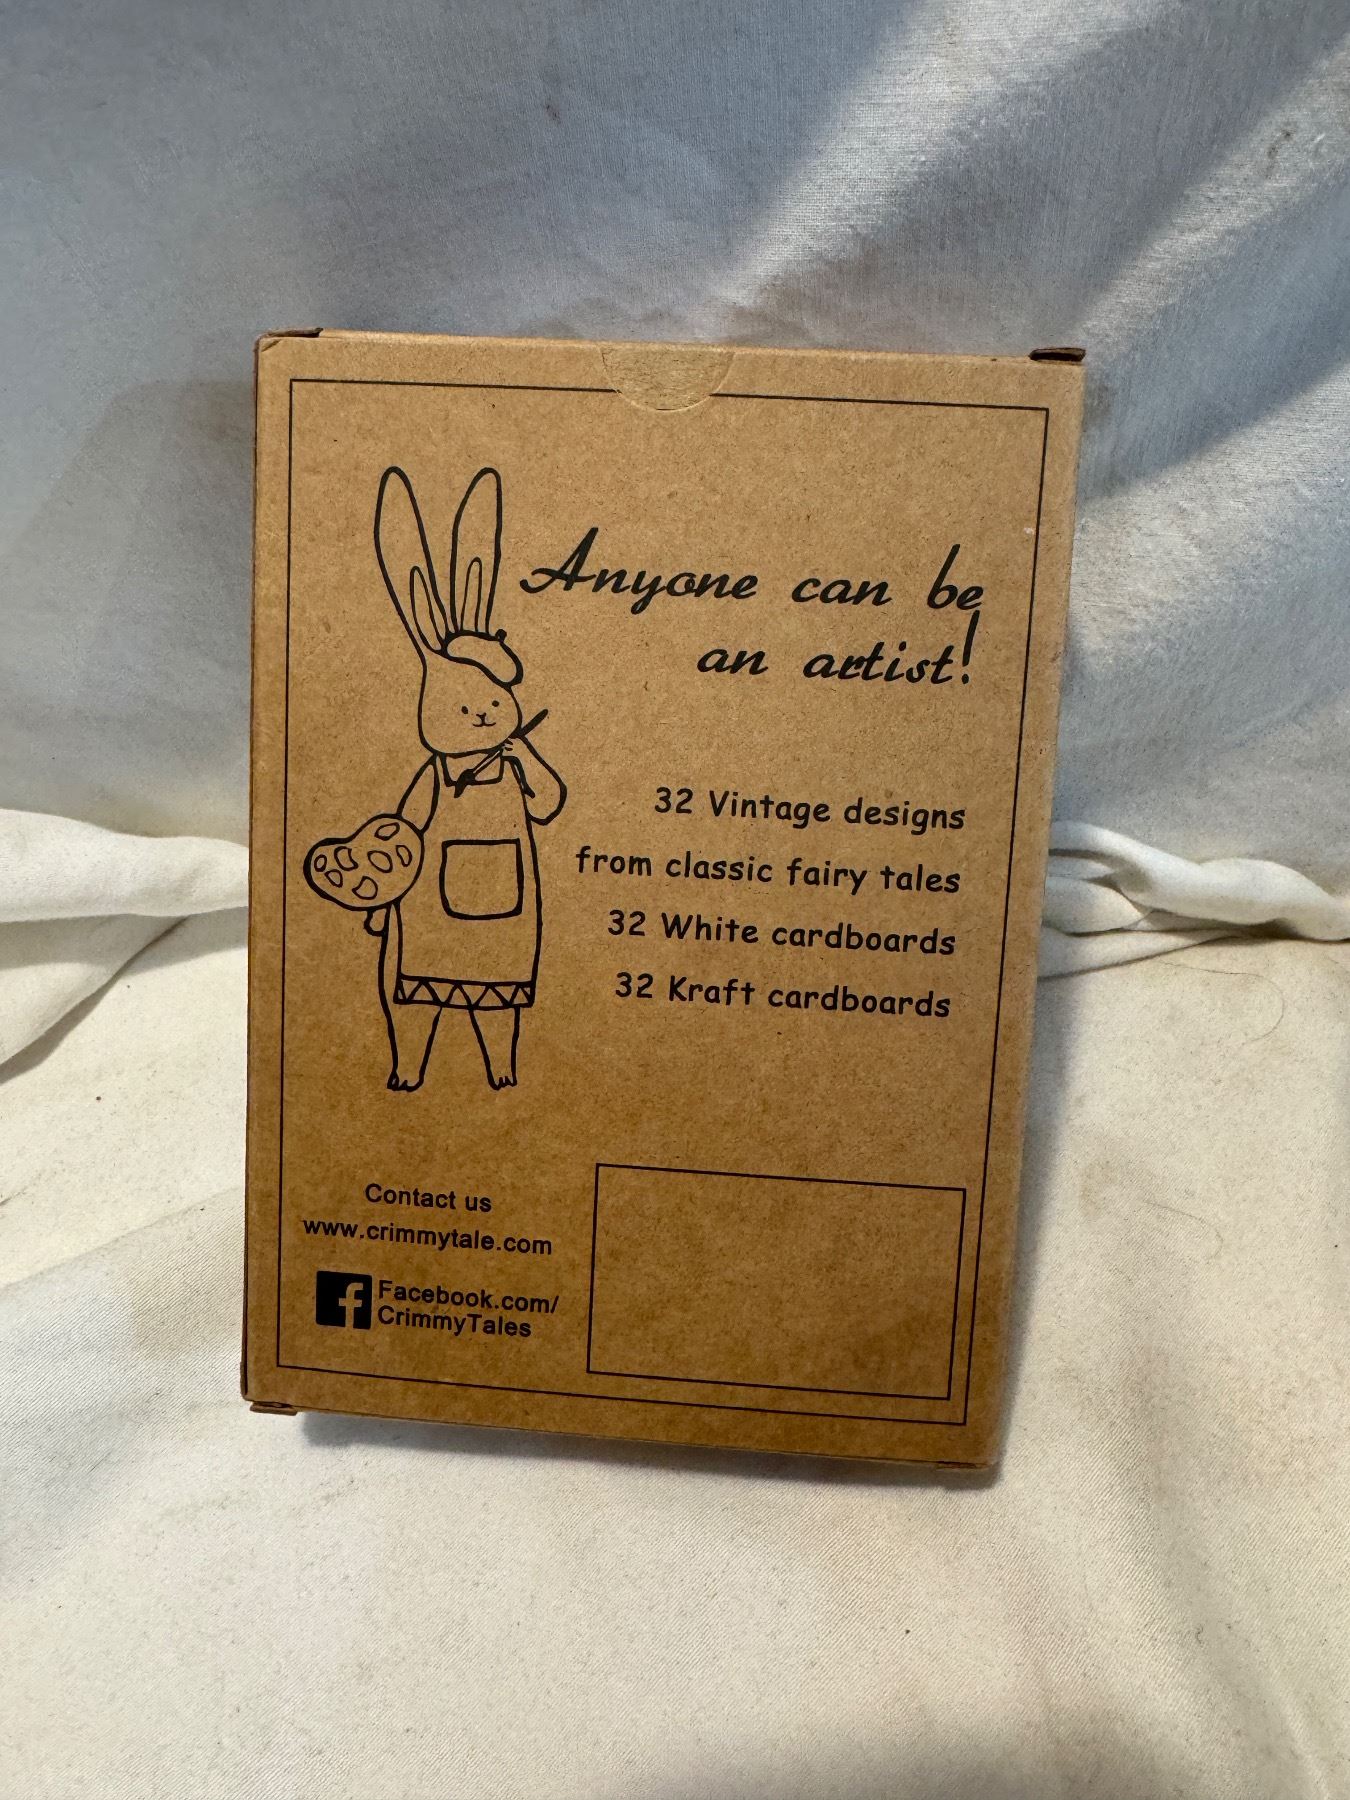 Anyone can be
an artist!
32 Vintage designs
from classic fairy tales
32 White cardboards
32 Kraft cardboards
Contact us
www.crimmytale.com
f Facebook.com/
CrimmyTales